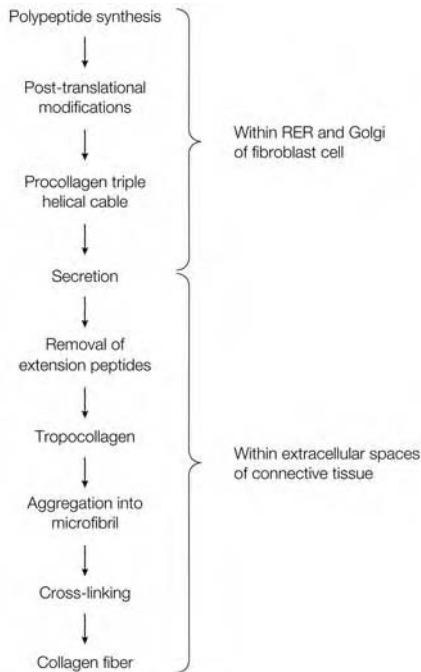 Polypeptide synthesis
Post-translational
modifications
Within RER and Golgi
of fibroblast cell
Procollagen triple
helical cable
Secretion
Removal of
extension peptides
Tropocollagen
Within extracellular spaces
of connective tissue
Aggregation into
microfibril
Cross-linking
Collagen fiber